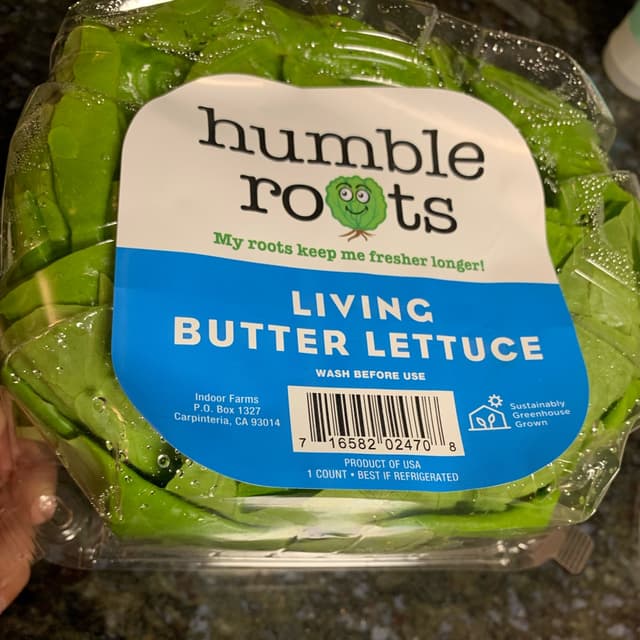 humble
roots
My roots keep me fresher longer!
LIVING
BUTTER LETTUCE
WASH BEFORE USE
Indoor Farms
P.O. Box 1327
Carpinteria, CA 93014
7 16582 02470 8
Sustainably
Greenhouse
Grown
PRODUCT OF USA
1 COUNT • BEST IF REFRIGERATED